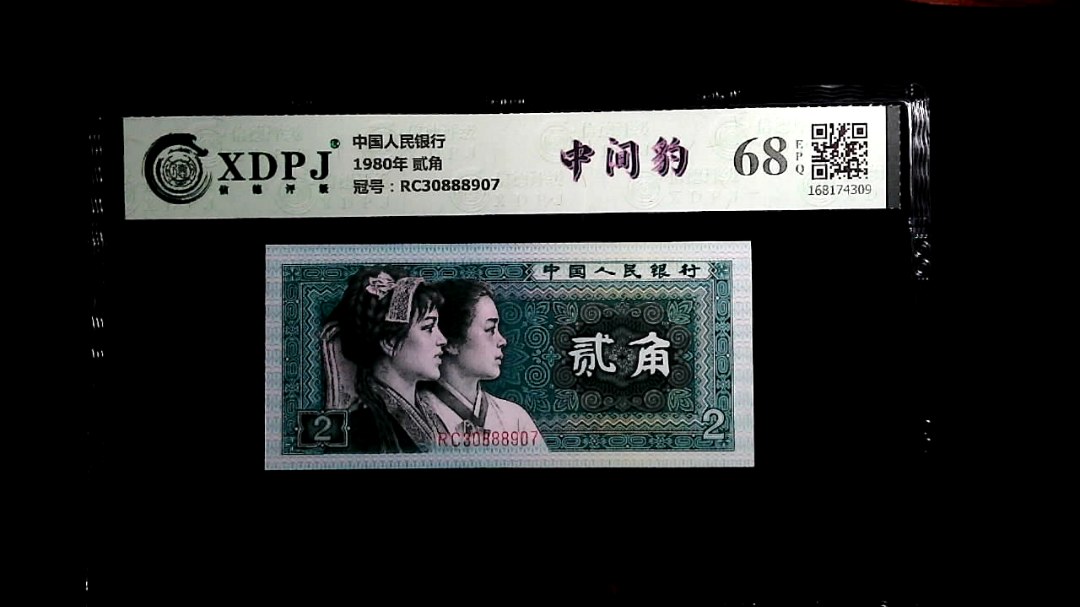 XDPJ®
信德评级
中国人民银行
1980年 贰角
冠号：RC30888907
中间豹
68
EPQ
168174309
中国人民银行
贰角
2
RC30888907
2